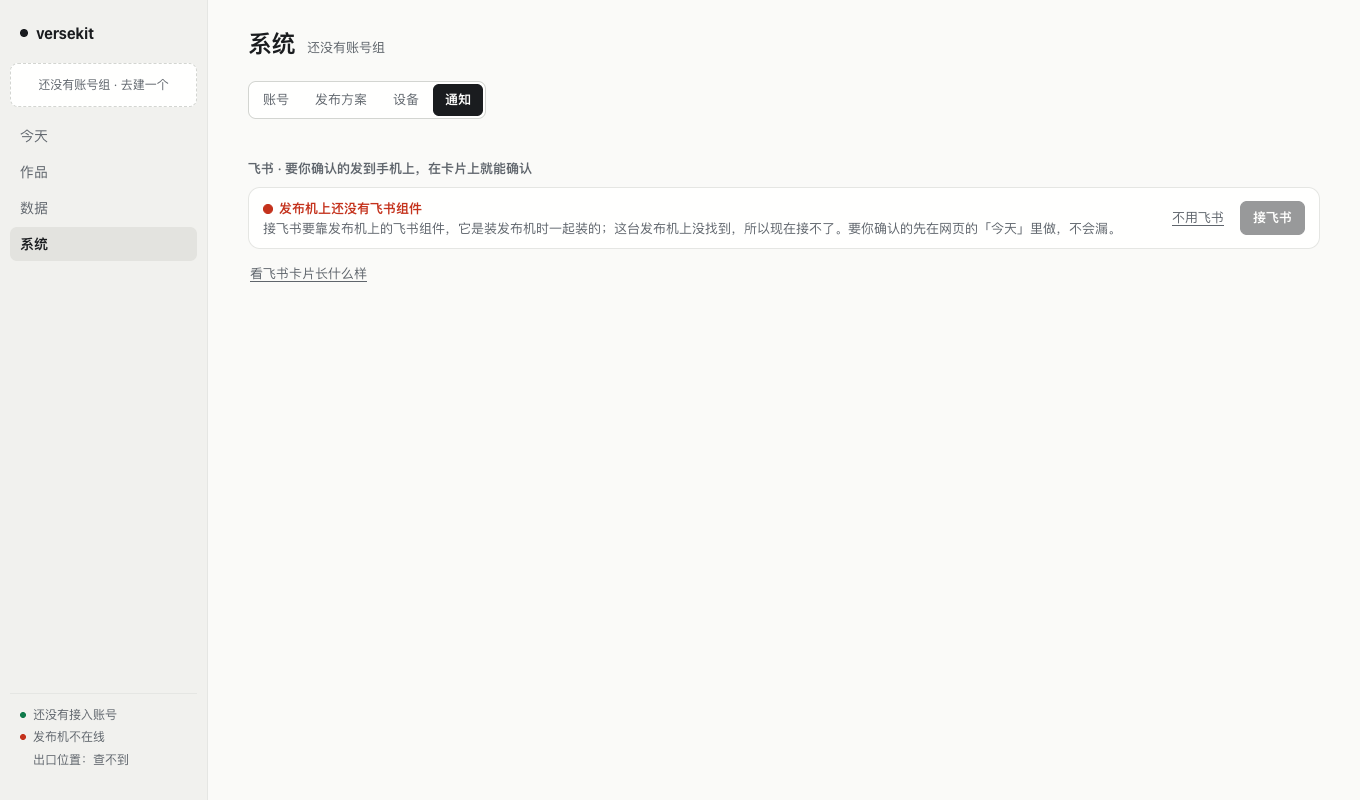 versekit
还没有账号组 · 去建一个
今天
作品
数据
系统
还没有接入账号
发布机不在线
出口位置：查不到
系统 还没有账号组
账号 发布方案 设备 通知
飞书 · 要你确认的发到手机上，在卡片上就能确认
发布机上还没有飞书组件
接飞书要靠发布机上的飞书组件，它是装发布机时一起装的；这台发布机上没找到，所以现在接不了。要你确认的先在网页的「今天」里做，不会漏。
不用飞书 接飞书
看飞书卡片长什么样